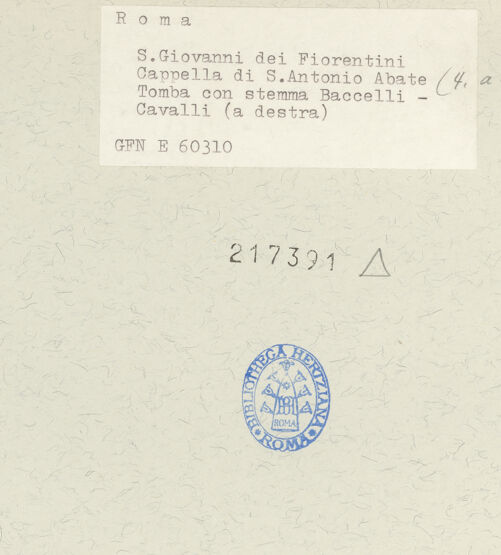 Roma
S.Giovanni dei Fiorentini
Cappella di S.Antonio Abate (4. a
Tomba con stemma Baccelli -
Cavalli (a destra)
GFN E 60310
217391
BIBLIOTHECA HERTZIANA
ROMA
ROMA